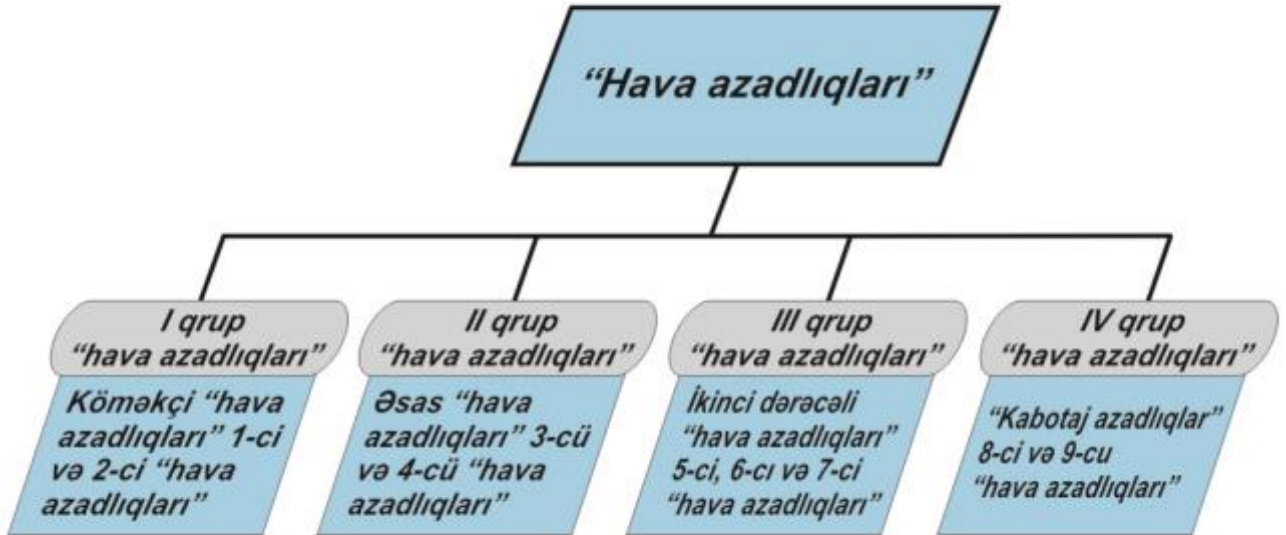 “Hava azadlıqları”
I qrup
“hava azadlıqları”
Köməkçi “hava
azadlıqları” 1-ci
və 2-ci “hava
azadlıqları”
II qrup
“hava azadlıqları”
Əsas “hava
azadlıqları” 3-cü
və 4-cü “hava
azadlıqları”
III qrup
“hava azadlıqları”
İkinci dərəcəli
“hava azadlıqları”
5-ci, 6-cı və 7-ci
“hava azadlıqları”
IV qrup
“hava azadlıqları”
“Kabotaj azadlıqlar”
8-ci və 9-cu
“hava azadlıqları”